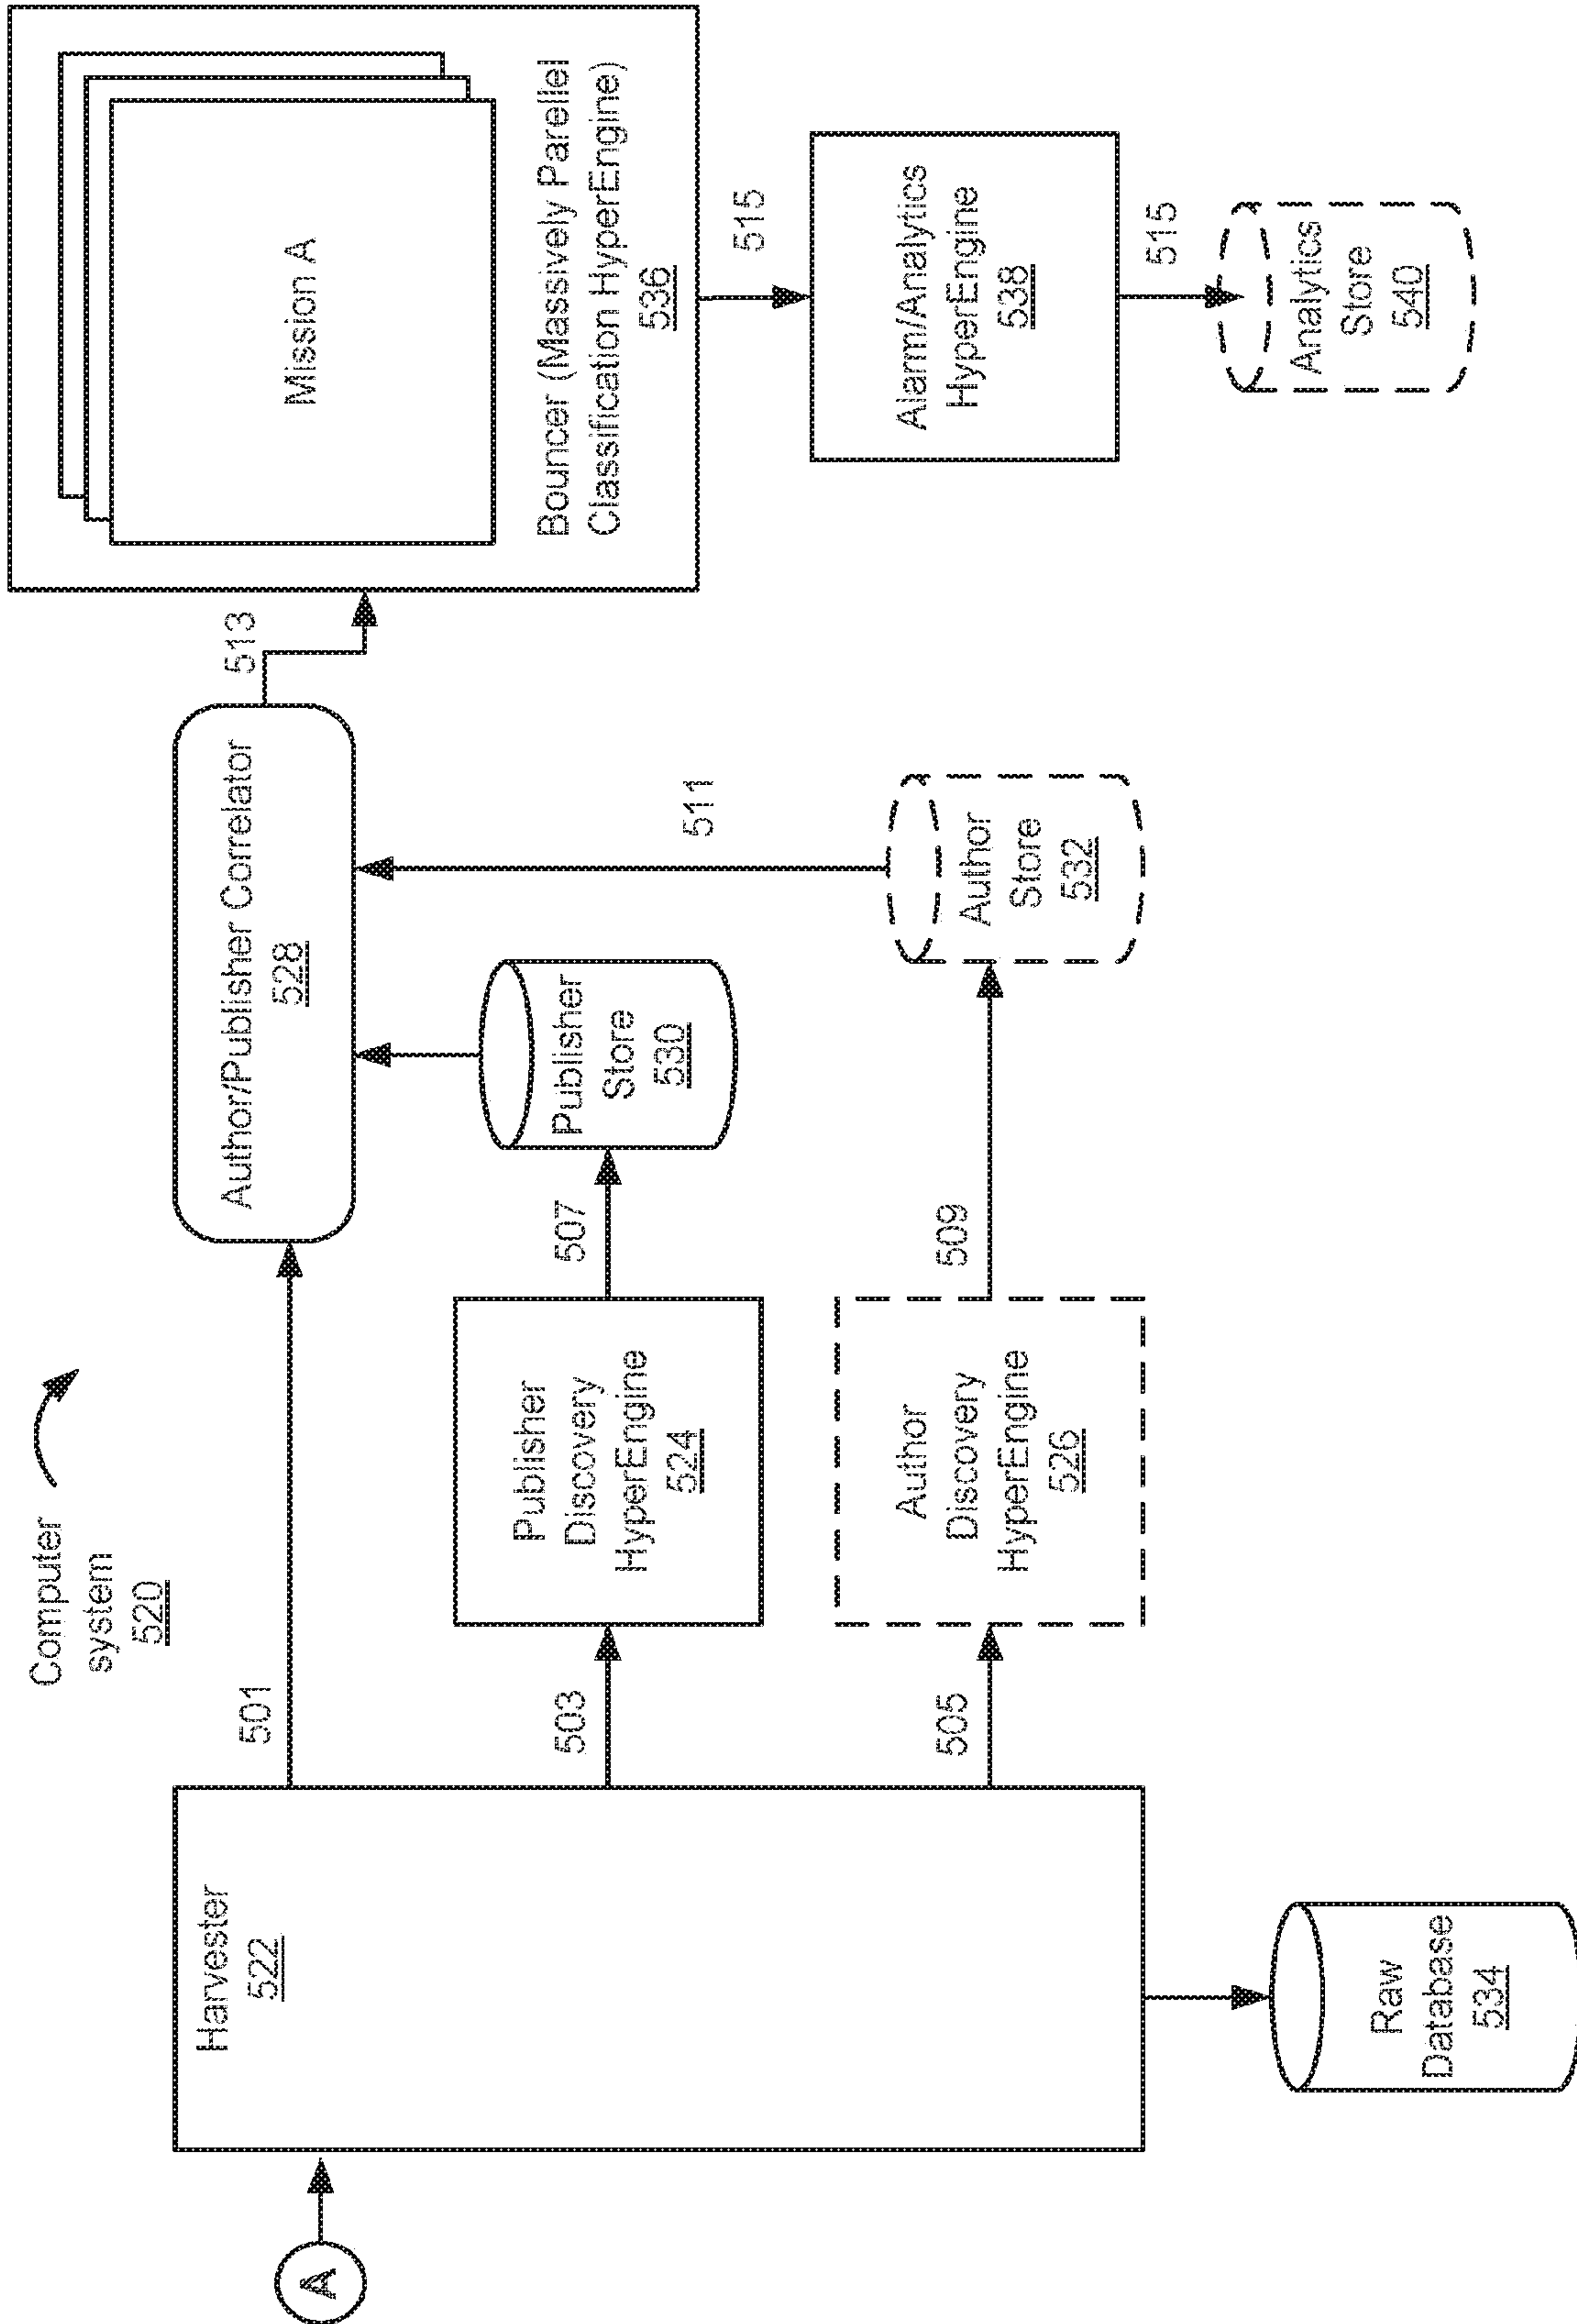 Computer
system
520
A
Harvester
522
501
503
505
Raw
Database
534
Publisher
Discovery
HyperEngine
524
Author
Discovery
HyperEngine
526
507
509
Author/Publisher Correlator
528
Publisher
Store
530
Author
Store
532
511
513
Mission A
Bouncer (Massively Parellel
Classification HyperEngine)
536
515
Alarm/Analytics
HyperEngine
538
515
Analytics
Store
540